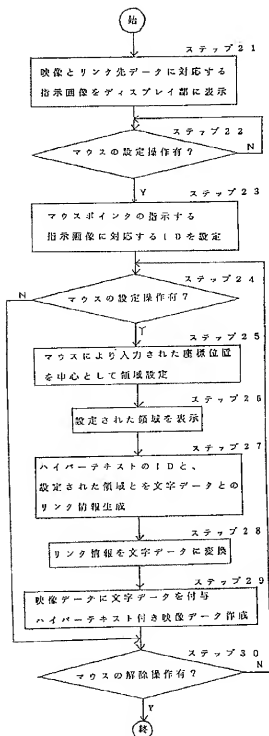 始
ステップ21
映像とリンク先データに対応する
指示画像をディスプレイ部に表示
ステップ22
マウスの設定操作有?
N
Y
ステップ23
マウスポインタの指示する
指示画像に対応するIDを設定
ステップ24
N
マウスの設定操作有?
Y
ステップ25
マウスにより入力された座標位置
を中心として領域設定
ステップ26
設定された領域を表示
ステップ27
ハイパーテキストのIDと、
設定された領域とを文字データとの
リンク情報生成
ステップ28
リンク情報を文字データに変換
ステップ29
映像データに文字データを付与
ハイパーテキスト付き映像データ作成
ステップ30
マウスの解除操作有?
N
Y
終